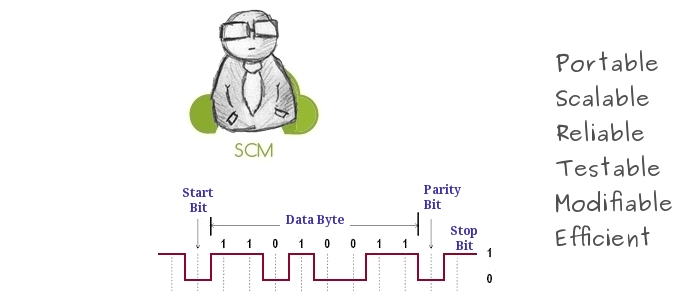 SCM
Portable
Scalable
Reliable
Testable
Modifiable
Efficient
Start
Bit
Data Byte
Parity
Bit
Stop
Bit
1 1 0 1 0 0 1 1
1
0